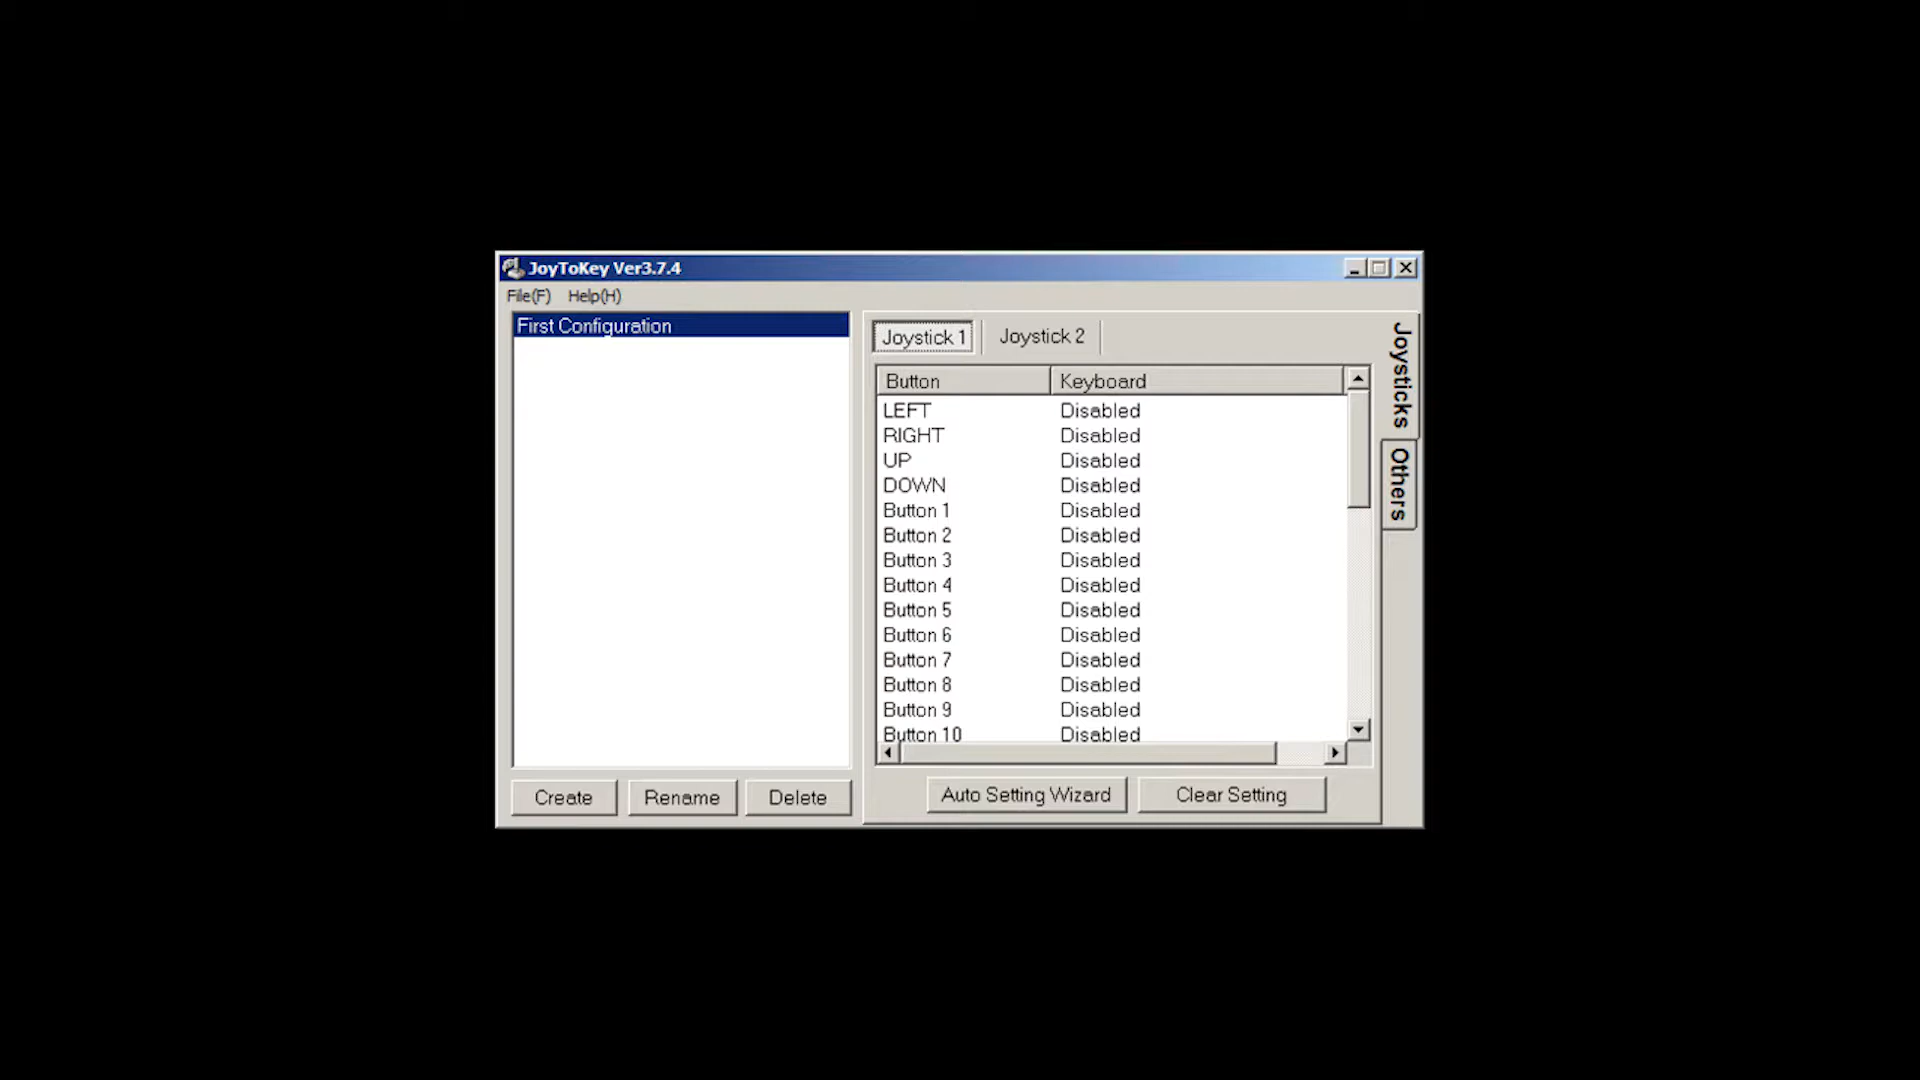 JoyToKey Ver3.7.4
File(F) Help(H)
First Configuration
Joystick 1 Joystick 2
Button Keyboard
LEFT Disabled
RIGHT Disabled
UP Disabled
DOWN Disabled
Button 1 Disabled
Button 2 Disabled
Button 3 Disabled
Button 4 Disabled
Button 5 Disabled
Button 6 Disabled
Button 7 Disabled
Button 8 Disabled
Button 9 Disabled
Button 10 Disabled
Joysticks
Others
Create Rename Delete
Auto Setting Wizard Clear Setting